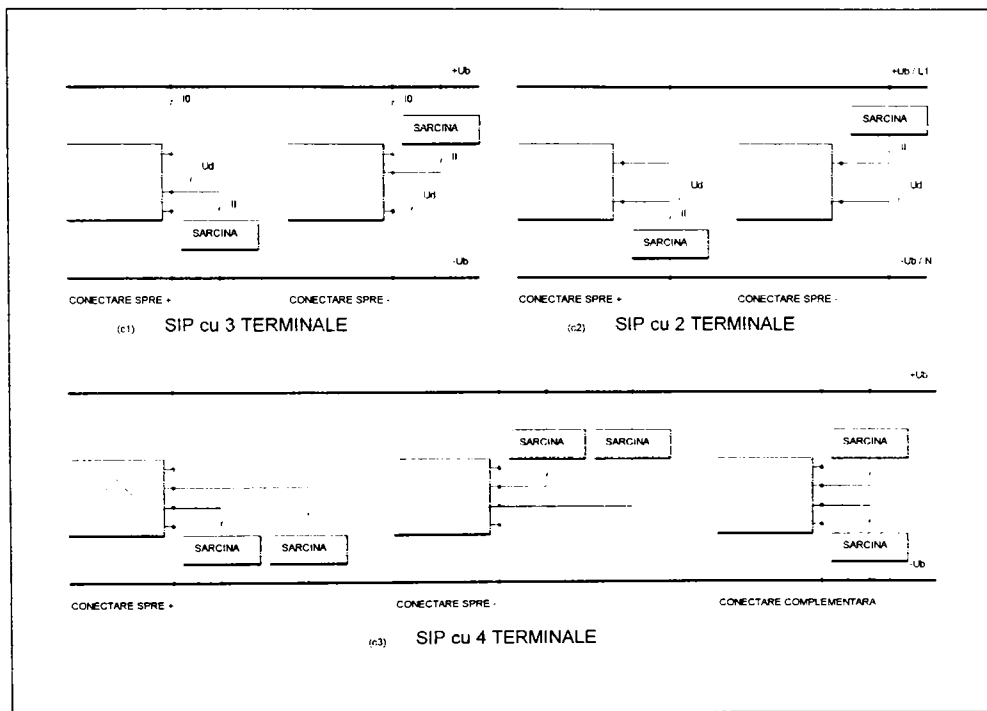 +Ub
I0
I0
SARCINA
Ud
Il
Il
Ud
SARCINA
-Ub
CONECTARE SPRE +
CONECTARE SPRE -
(c1) SIP cu 3 TERMINALE
+Ub / L1
SARCINA
Il
Ud
Ud
Il
SARCINA
-Ub / N
CONECTARE SPRE +
CONECTARE SPRE -
(c2) SIP cu 2 TERMINALE
+Ub
SARCINA
SARCINA
SARCINA
SARCINA
SARCINA
SARCINA
-Ub
CONECTARE SPRE +
CONECTARE SPRE -
CONECTARE COMPLEMENTARA
(c3) SIP cu 4 TERMINALE